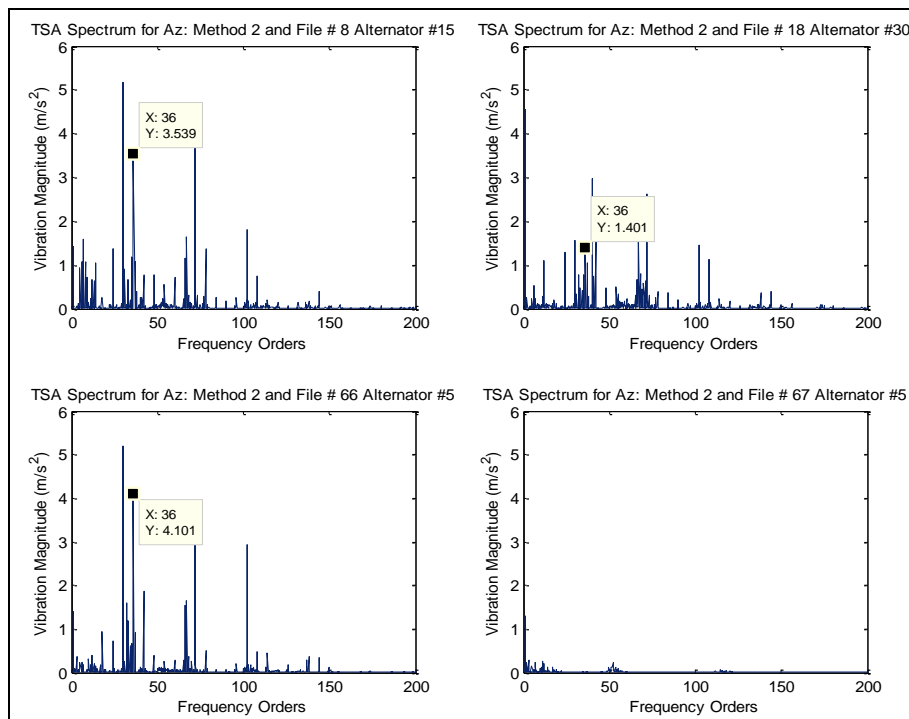 TSA Spectrum for Az: Method 2 and File # 8 Alternator #15
6
5
4
3
2
1
0
0
50
100
150
200
Vibration Magnitude (m/s²)
Frequency Orders
X: 36
Y: 3.539
TSA Spectrum for Az: Method 2 and File # 18 Alternator #30
6
5
4
3
2
1
0
0
50
100
150
200
Vibration Magnitude (m/s²)
Frequency Orders
X: 36
Y: 1.401
TSA Spectrum for Az: Method 2 and File # 66 Alternator #5
6
5
4
3
2
1
0
0
50
100
150
200
Vibration Magnitude (m/s²)
Frequency Orders
X: 36
Y: 4.101
TSA Spectrum for Az: Method 2 and File # 67 Alternator #5
6
5
4
3
2
1
0
0
50
100
150
200
Vibration Magnitude (m/s²)
Frequency Orders